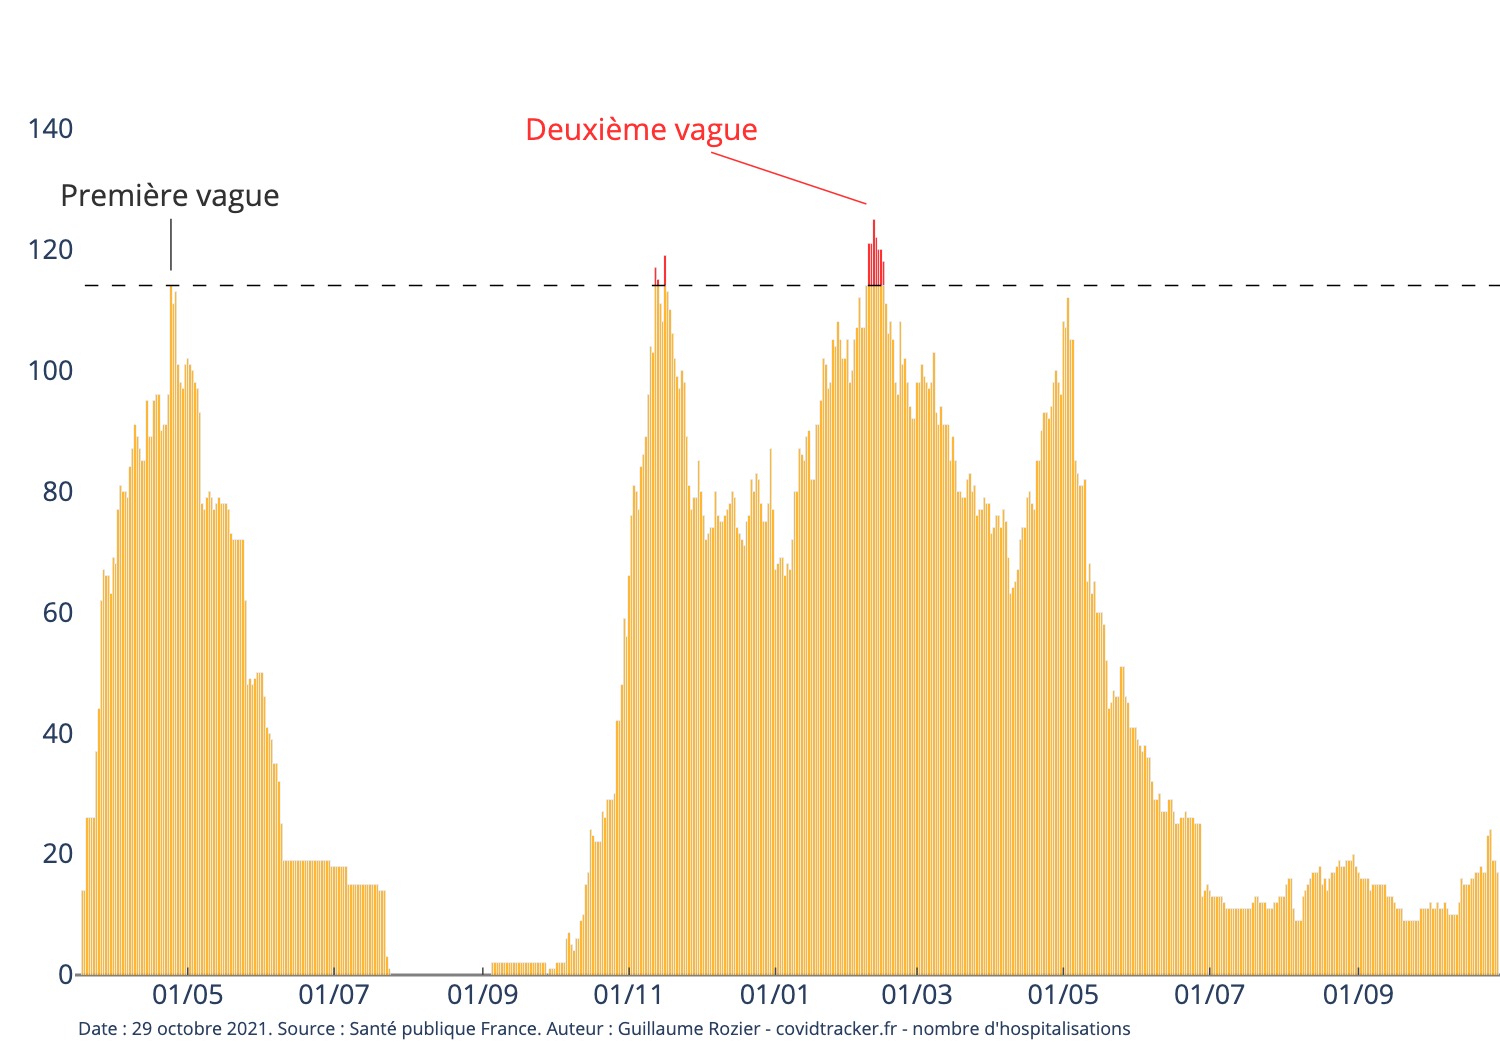 140
Deuxième vague
Première vague
120
100
80
60
40
20
0
01/05 01/07 01/09 01/11 01/01 01/03 01/05 01/07 01/09
Date : 29 octobre 2021. Source : Santé publique France. Auteur : Guillaume Rozier - covidtracker.fr - nombre d'hospitalisations